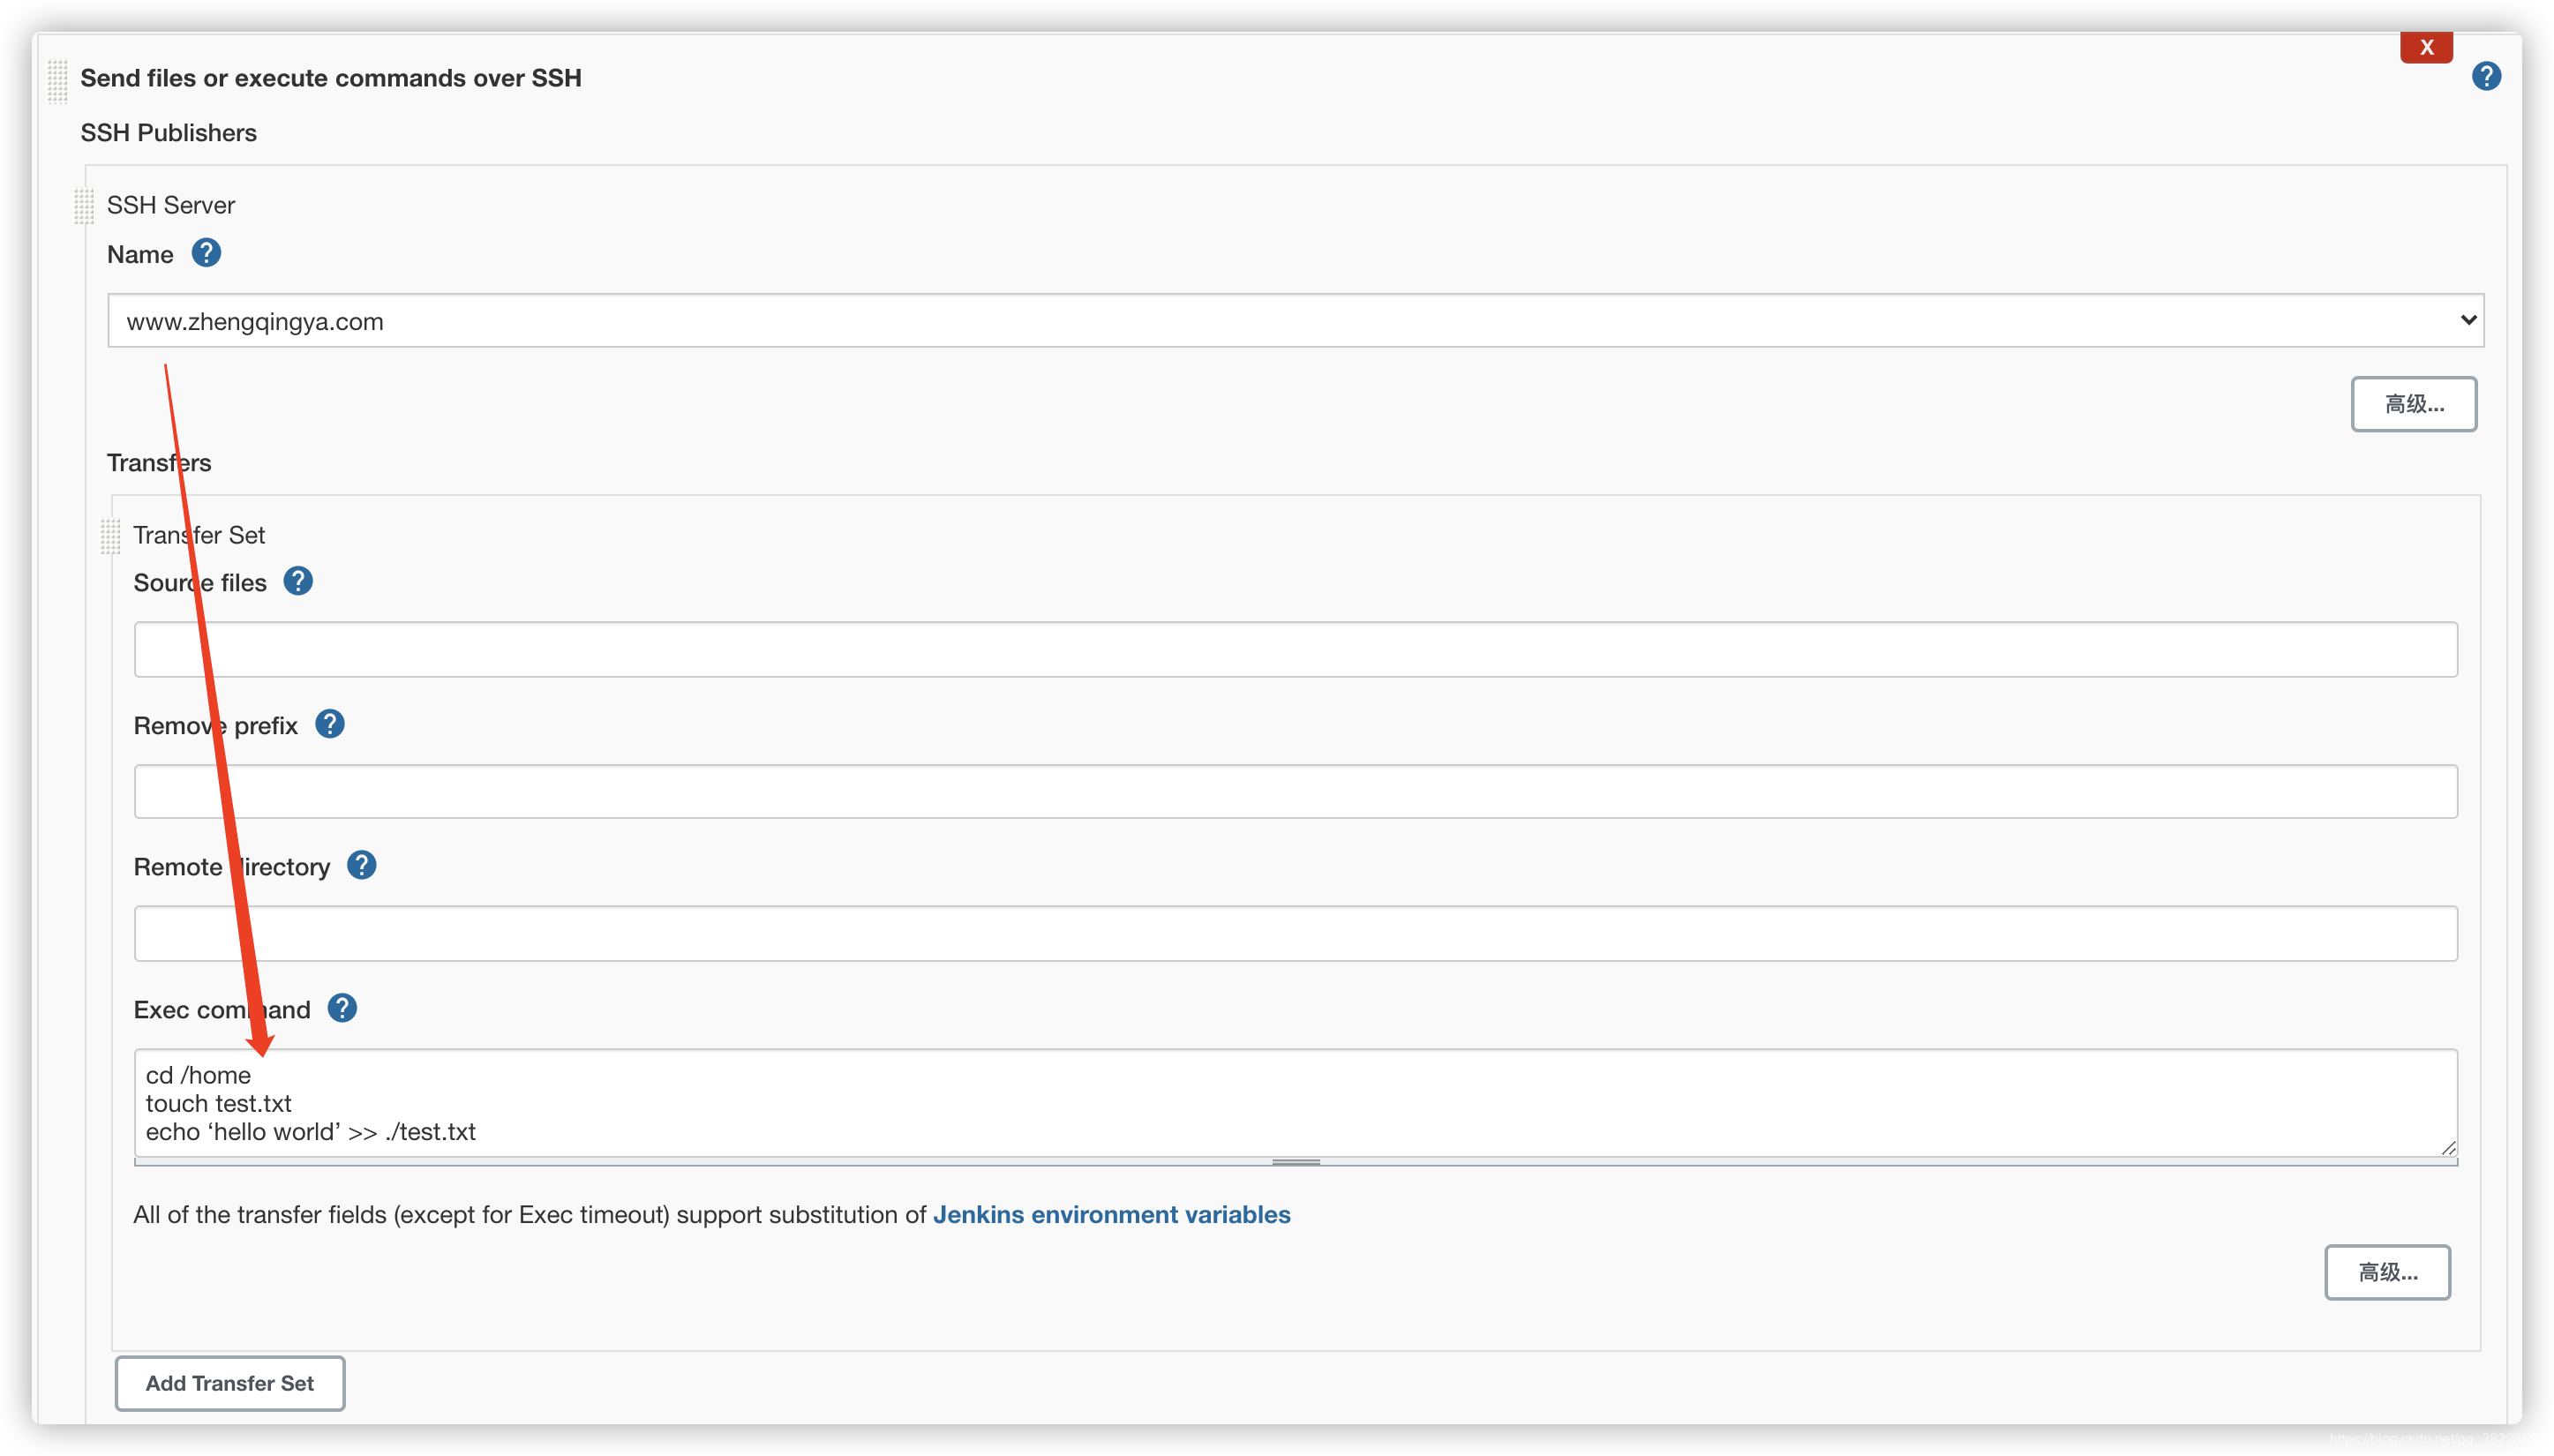 X
Send files or execute commands over SSH
?
SSH Publishers
SSH Server
Name ?
www.zhengqingya.com
高级...
Transfers
Transfer Set
Source files ?
Remove prefix ?
Remote directory ?
Exec command ?
cd /home
touch test.txt
echo ‘hello world’ >> ./test.txt
All of the transfer fields (except for Exec timeout) support substitution of Jenkins environment variables
高级...
Add Transfer Set